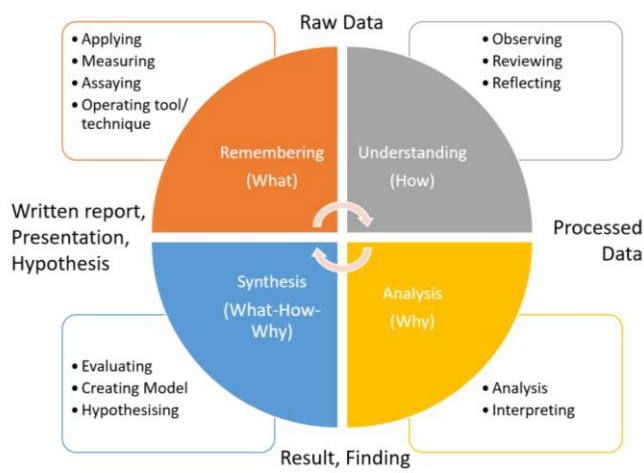 Raw Data
• Applying
• Measuring
• Assaying
• Operating tool/
technique
• Observing
• Reviewing
• Reflecting
Remembering
(What)
Understanding
(How)
Written report,
Presentation,
Hypothesis
Processed
Data
Synthesis
(What-How-
Why)
Analysis
(Why)
• Evaluating
• Creating Model
• Hypothesising
• Analysis
• Interpreting
Result, Finding